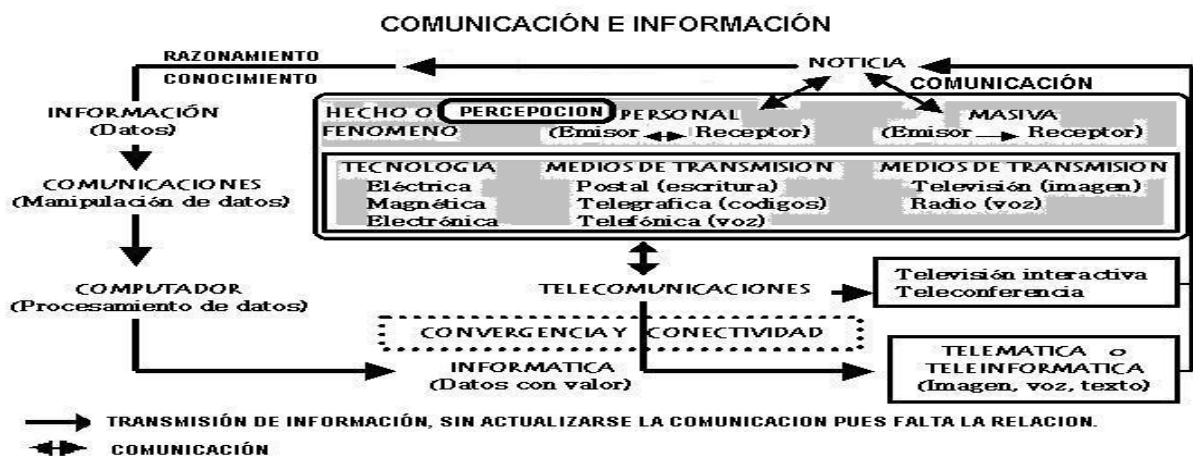 COMUNICACIÓN E INFORMACIÓN
RAZONAMIENTO
CONOCIMIENTO
NOTICIA
COMUNICACIÓN
INFORMACIÓN
(Datos)
COMUNICACIONES
(Manipulación de datos)
COMPUTADOR
(Procesamiento de datos)
HECHO O PERCEPOCION PERSONAL MASIVA
FENOMENO (Emisor Receptor) (Emisor Receptor)
TECNOLOGIA MEDIOS DE TRANSMISION MEDIOS DE TRANSMISION
Eléctrica Postal (escritura) Televisión (imagen)
Magnética Telegrafica (codigos) Radio (voz)
Electrónica Telefónica (voz)
TELECOMUNICACIONES
Televisión interactiva
Teleconferencia
CONVERGENCIA Y CONECTIVIDAD
INFORMATICA
(Datos con valor)
TELEMATICA o
TELEINFORMATICA
(Imagen, voz, texto)
TRANSMISIÓN DE INFORMACIÓN, SIN ACTUALIZARSE LA COMUNICACION PUES FALTA LA RELACION.
COMUNICACIÓN